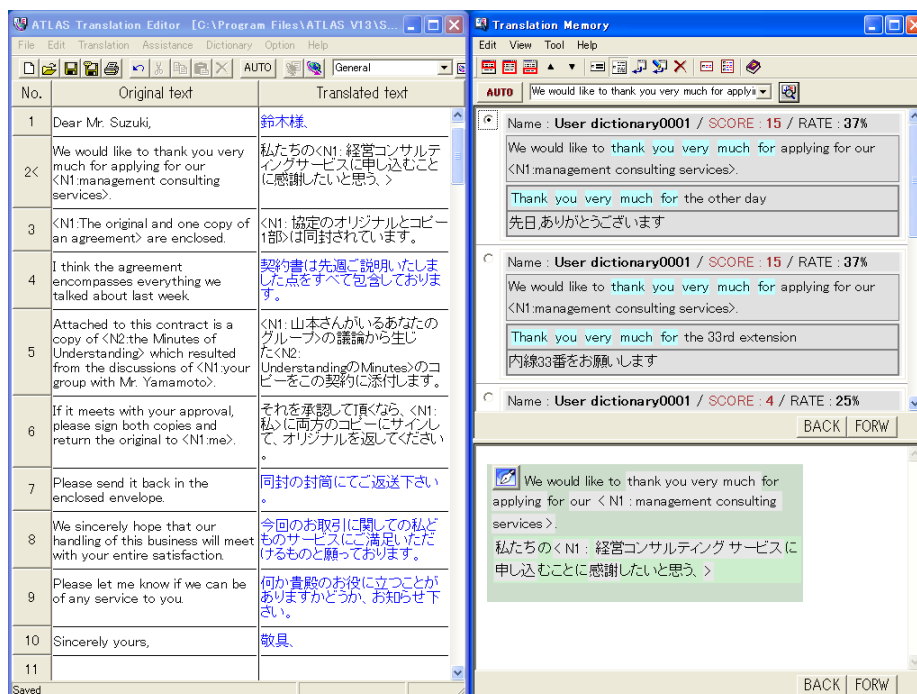 ATLAS Translation Editor [C:\Program Files\ATLAS V13\S...
File Edit Translation Assistance Dictionary Option Help
AUTO
General
No. Original text Translated text
1
Dear Mr. Suzuki,
鈴木様、
2<
We would like to thank you very
much for applying for our
<N1:management consulting
services>.
私たちの<N1: 経営コンサルテ
ィングサービスに申し込むこと
に感謝したいと思う、>
3
<N1:The original and one copy of
an agreement> are enclosed.
<N1: 協定のオリジナルとコピー
1部>は同封されています。
4
I think the agreement
encompasses everything we
talked about last week.
契約書は先週ご説明いたしま
した点をすべて包含しておりま
す。
5
Attached to this contract is a
copy of <N2:the Minutes of
Understanding> which resulted
from the discussions of <N1:your
group with Mr. Yamamoto>.
<N1: 山本さんがいるあなたの
グループ>の議論から生じ
た<N2:
UnderstandingのMinutes>のコ
ピーをこの契約に添付します。
6
If it meets with your approval,
please sign both copies and
return the original to <N1:me>.
それを承認して頂くなら、<N1:
私>に両方のコピーにサインし
て、オリジナルを返してください
。
7
Please send it back in the
enclosed envelope.
同封の封筒にてご返送下さい
。
8
We sincerely hope that our
handling of this business will meet
with your entire satisfaction.
今回のお取引に関しての私ど
ものサービスにご満足いただ
けるものと願っております。
9
Please let me know if we can be
of any service to you.
何か貴殿のお役に立つことが
ありますかどうか、お知らせ下
さい。
10
Sincerely yours,
敬具、
11
Saved
Translation Memory
Edit View Tool Help
AUTO We would like to thank you very much for applyi
Name : User dictionary0001 / SCORE : 15 / RATE : 37%
We would like to thank you very much for applying for our
<N1:management consulting services>.
Thank you very much for the other day
先日,ありがとうございます
Name : User dictionary0001 / SCORE : 15 / RATE : 37%
We would like to thank you very much for applying for our
<N1:management consulting services>.
Thank you very much for the 33rd extension
内線33番をお願いします
Name : User dictionary0001 / SCORE : 4 / RATE : 25%
BACK FORW
We would like to thank you very much for
applying for our < N1 : management consulting
services >.
私たちの< N1 : 経営コンサルティング サービスに
申し込むことに感謝したいと思う、 >
BACK FORW